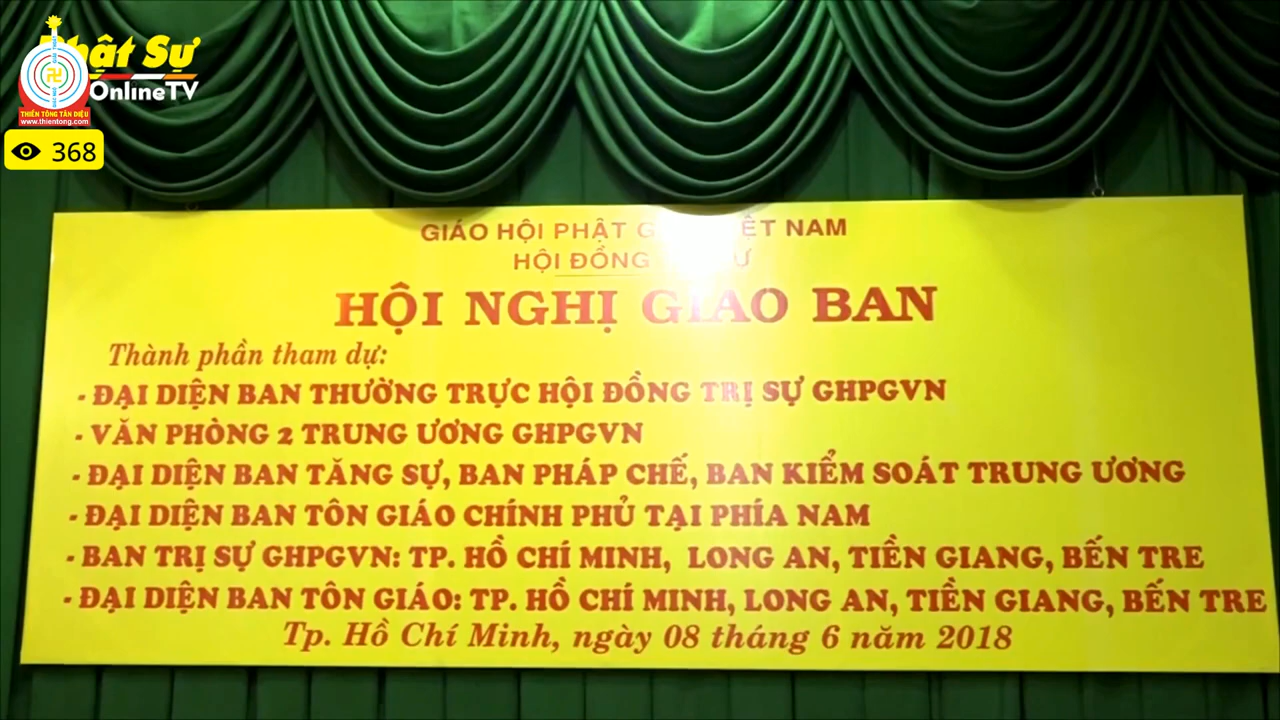 Phật Sự
OnlineTV
THIỀN TÔNG TÂN DIỆU
www.thientong.com
368
GIÁO HỘI PHẬT VIỆT NAM
HỘI ĐỒNG
HỘI NGHỊ GIAO BAN
Thành phần tham dự:
- ĐẠI DIỆN BAN THƯỜNG TRỰC HỘI ĐỒNG TRỊ SỰ GHPGVN
- VĂN PHÒNG 2 TRUNG ƯƠNG GHPGVN
- ĐẠI DIỆN BAN TĂNG SỰ, BAN PHÁP CHẾ, BAN KIỂM SOÁT TRUNG ƯƠNG
- ĐẠI DIỆN BAN TÔN GIÁO CHÍNH PHỦ TẠI PHÍA NAM
- BAN TRỊ SỰ GHPGVN: TP. HỒ CHÍ MINH, LONG AN, TIỀN GIANG, BẾN TRE
- ĐẠI DIỆN BAN TÔN GIÁO: TP. HỒ CHÍ MINH, LONG AN, TIỀN GIANG, BẾN TRE
Tp. Hồ Chí Minh, ngày 08 tháng 6 năm 2018